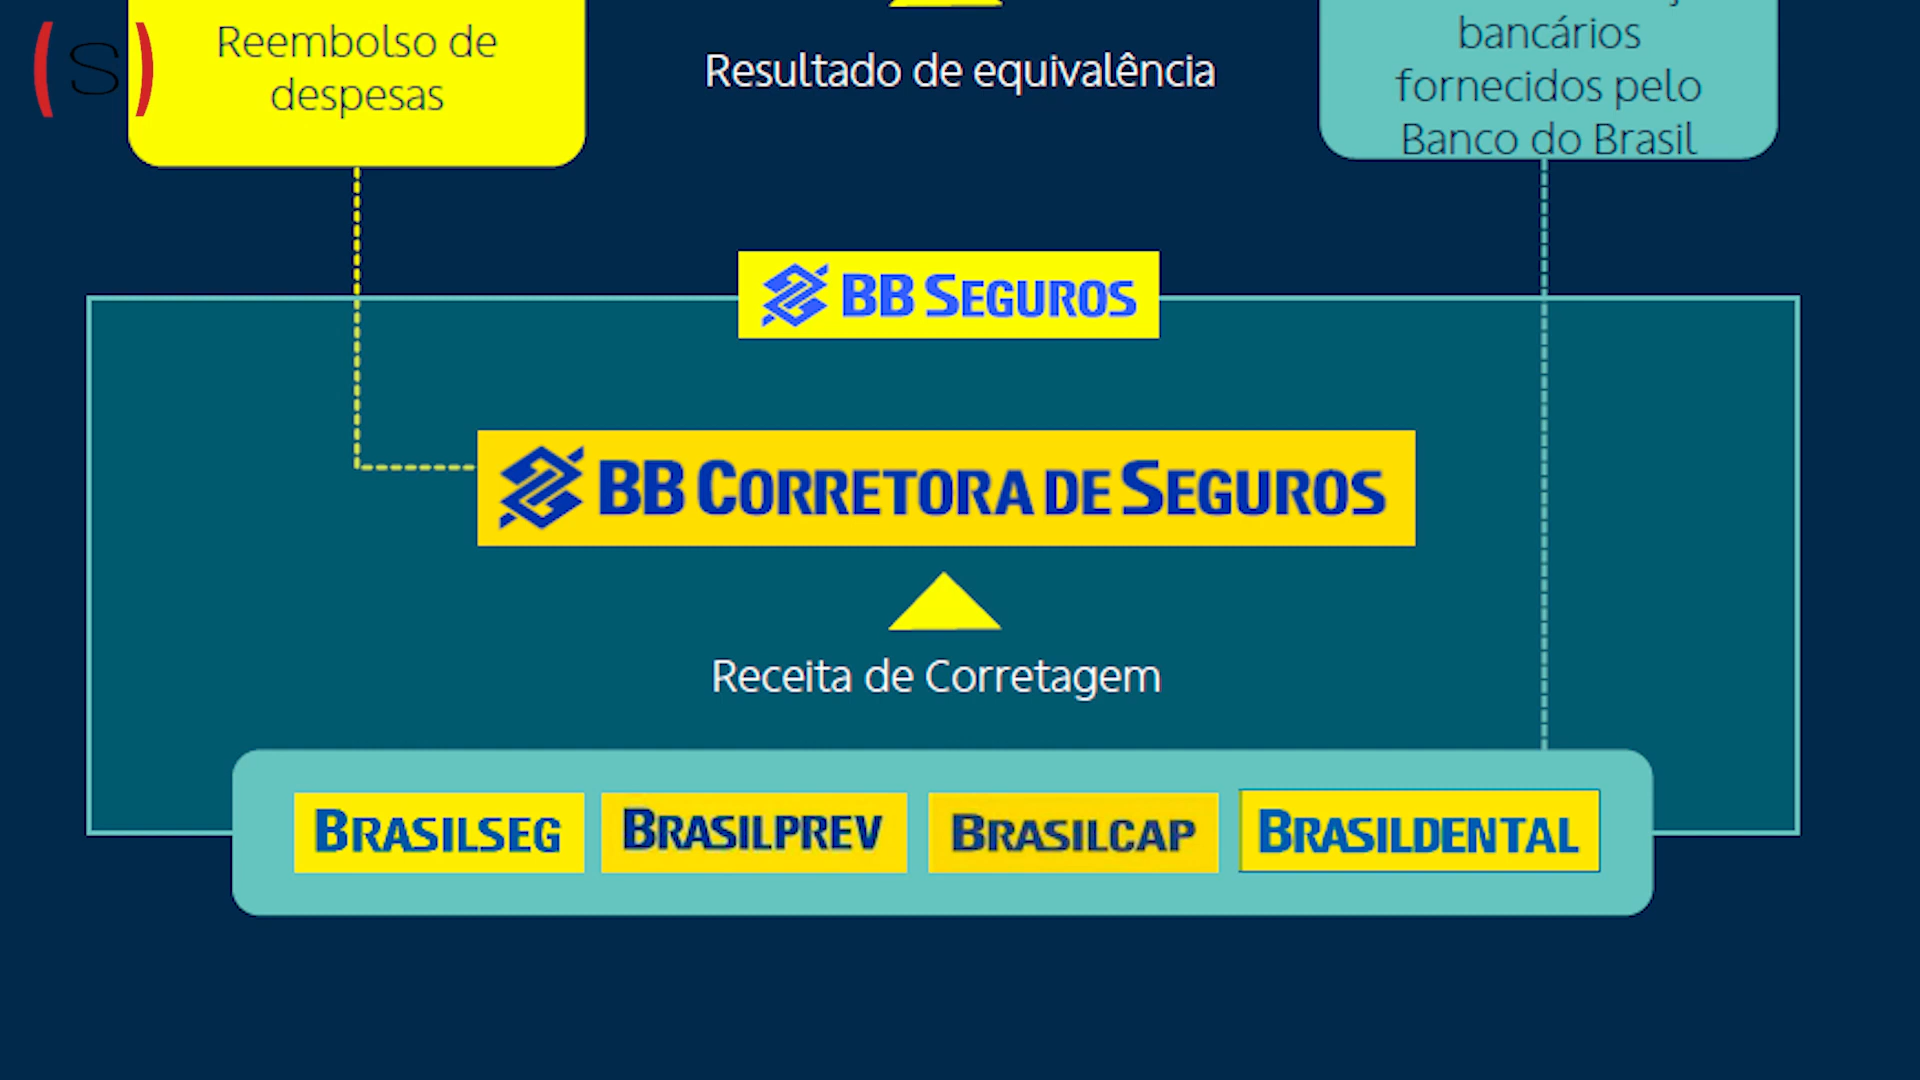 (S)
Reembolso de
despesas
Resultado de equivalência
bancários
fornecidos pelo
Banco do Brasil
BB SEGUROS
BB CORRETORA DE SEGUROS
Receita de Corretagem
BRASILSEG BRASILPREV BRASILCAP BRASILDENTAL